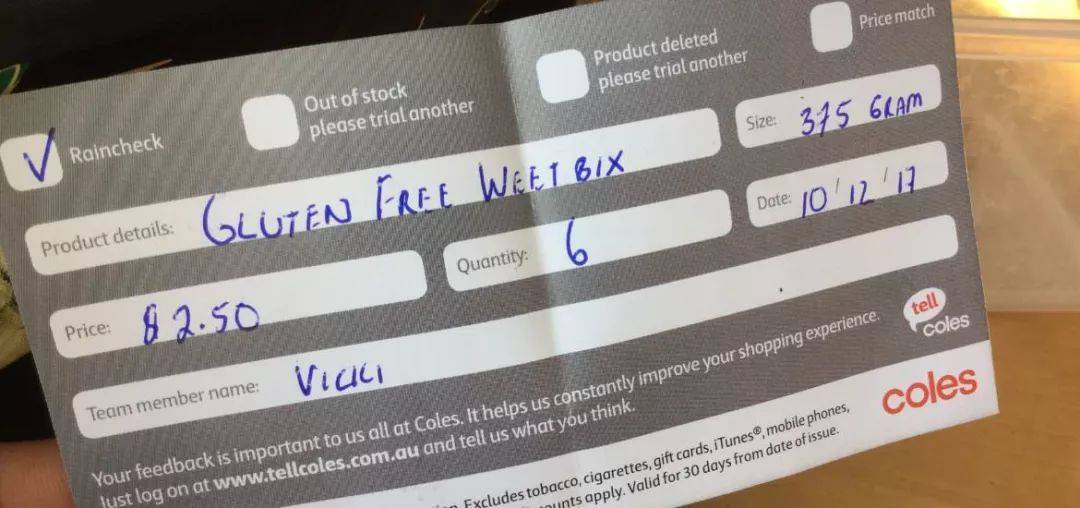 Raincheck
Out of stock
please trial another
Product deleted
please trial another
Price match
Product details: GLUTEN FREE WEET BIX
Size: 375 GRAM
Price: $2.50
Quantity: 6
Date: 10/12/17
Team member name: VICKI
Your feedback is important to us all at Coles. It helps us constantly improve your shopping experience.
Just log on at www.tellcoles.com.au and tell us what you think.
tell
coles
coles
Excludes tobacco, cigarettes, gift cards, iTunes®, mobile phones,
apply. Valid for 30 days from date of issue.